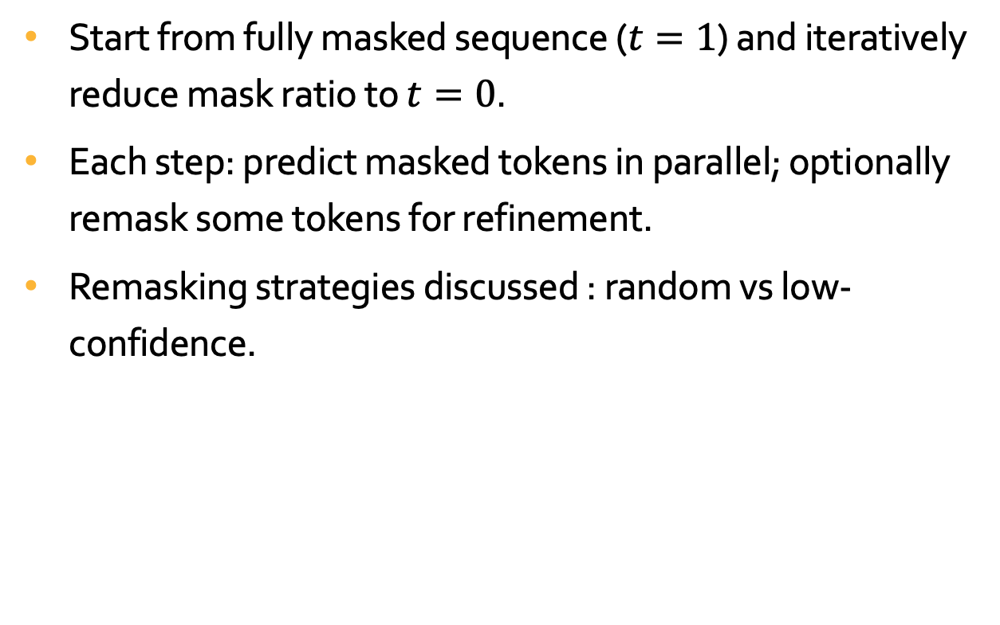 • Start from fully masked sequence (t = 1) and iteratively
reduce mask ratio to t = 0.
• Each step: predict masked tokens in parallel; optionally
remask some tokens for refinement.
• Remasking strategies discussed : random vs low-
confidence.